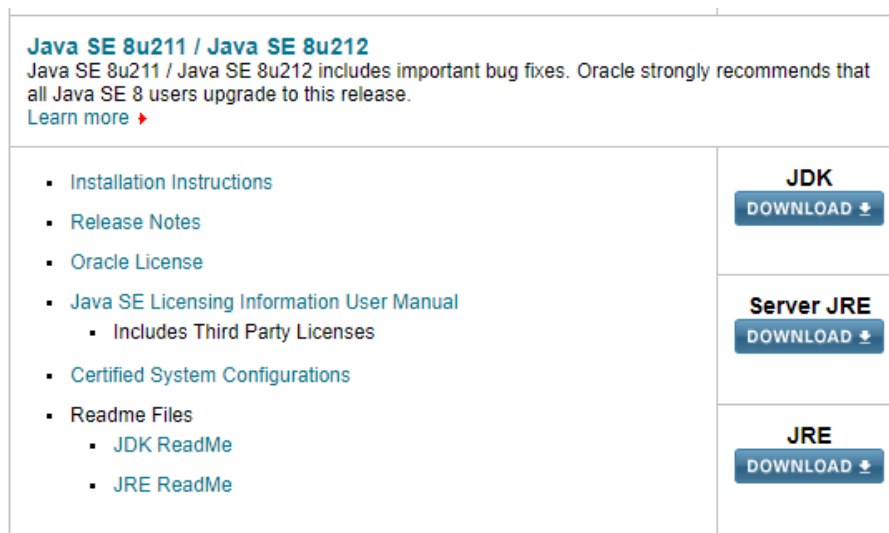 Java SE 8u211 / Java SE 8u212
Java SE 8u211 / Java SE 8u212 includes important bug fixes. Oracle strongly recommends that
all Java SE 8 users upgrade to this release.
Learn more
Installation Instructions
Release Notes
Oracle License
Java SE Licensing Information User Manual
Includes Third Party Licenses
Certified System Configurations
Readme Files
JDK ReadMe
JRE ReadMe
JDK
DOWNLOAD
Server JRE
DOWNLOAD
JRE
DOWNLOAD